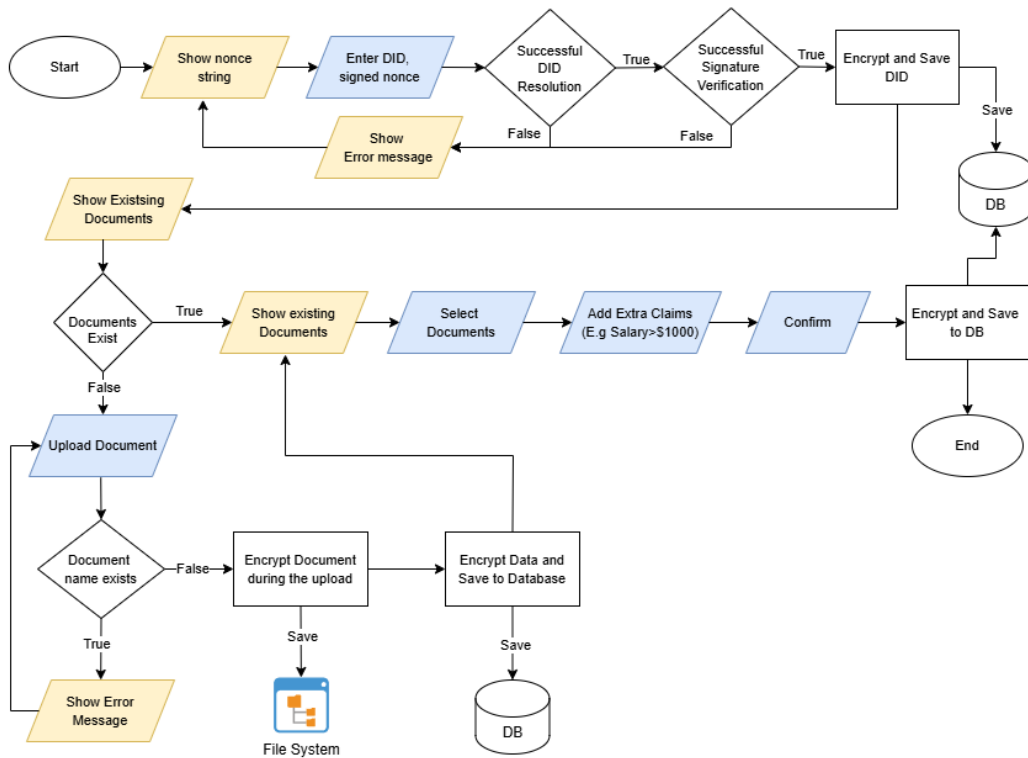 Start
Show nonce
string
Enter DID,
signed nonce
Successful
DID
Resolution
True
Successful
Signature
Verification
True
Encrypt and Save
DID
Save
False
False
Show
Error message
DB
Show Existsing
Documents
Documents
Exist
True
Show existing
Documents
Select
Documents
Add Extra Claims
(E.g Salary>$1000)
Confirm
Encrypt and Save
to DB
False
Upload Document
End
Document
name exists
False
Encrypt Document
during the upload
Encrypt Data and
Save to Database
True
Save
Save
Show Error
Message
File System
DB